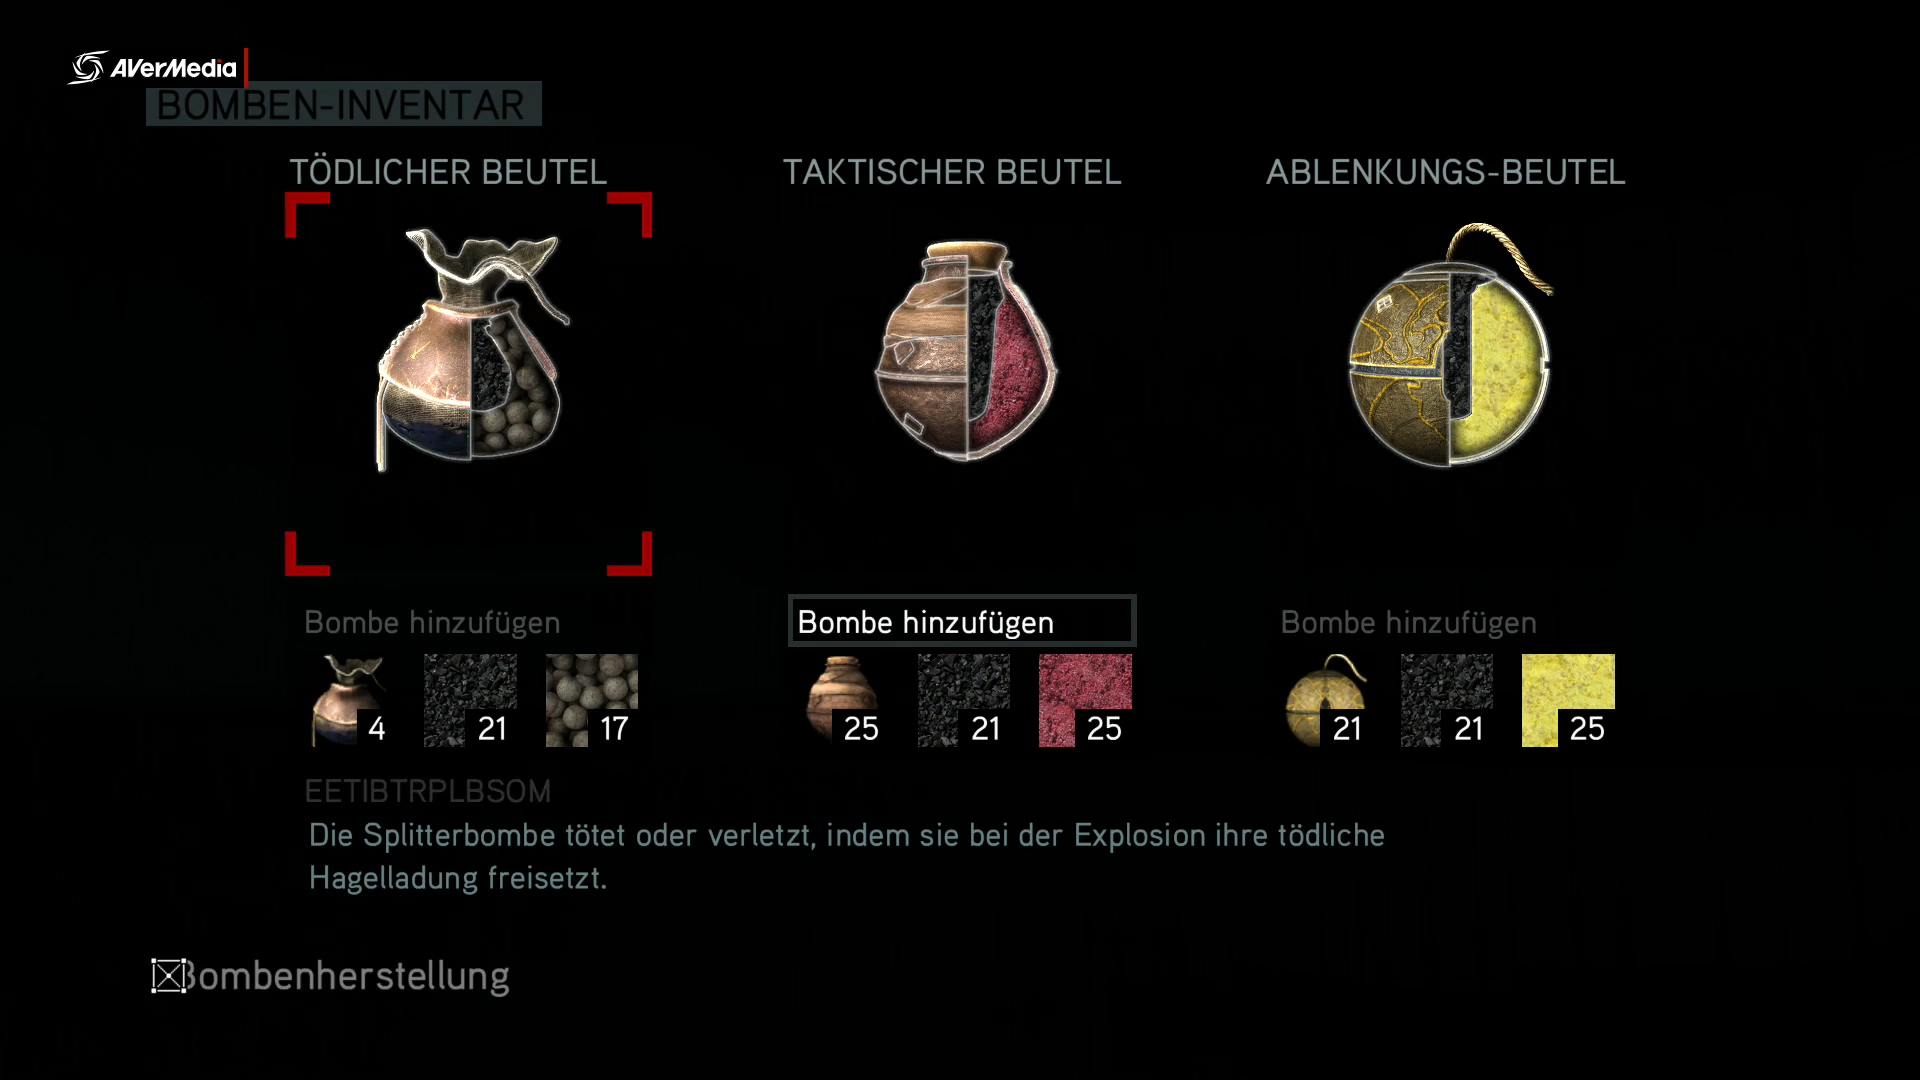 AVerMedia
BOMBEN-INVENTAR
TÖDLICHER BEUTEL
TAKTISCHER BEUTEL
ABLENKUNGS-BEUTEL
Bombe hinzufügen
Bombe hinzufügen
Bombe hinzufügen
4 21 17
25 21 25
21 21 25
EETIBTRPLBSOM
Die Splitterbombe tötet oder verletzt, indem sie bei der Explosion ihre tödliche
Hagelladung freisetzt.
Bombenherstellung